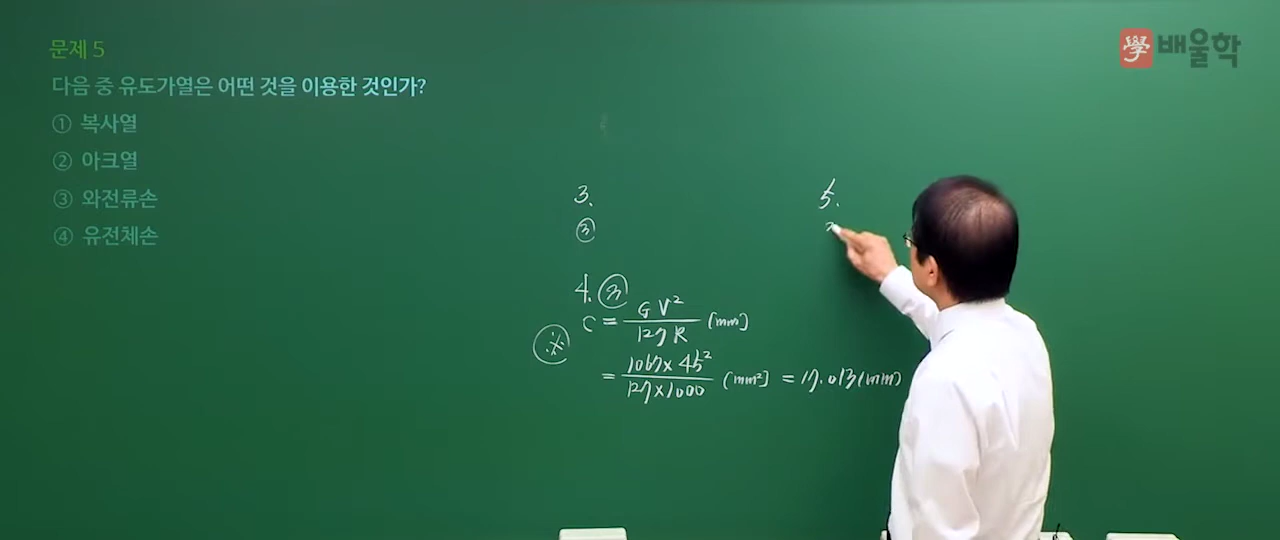 學 배울학
문제 5
다음 중 유도가열은 어떤 것을 이용한 것인가?
① 복사열
② 아크열
③ 와전류손
④ 유전체손
3.
③
4. ③
C = GV² / 127R [mm]
= 1067×45² / 127×1000 [mm²] = 17.013(mm)
※
5.